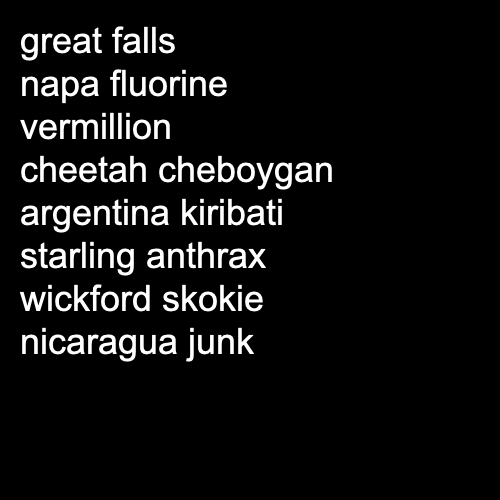 great falls
napa fluorine
vermillion
cheetah cheboygan
argentina kiribati
starling anthrax
wickford skokie
nicaragua junk